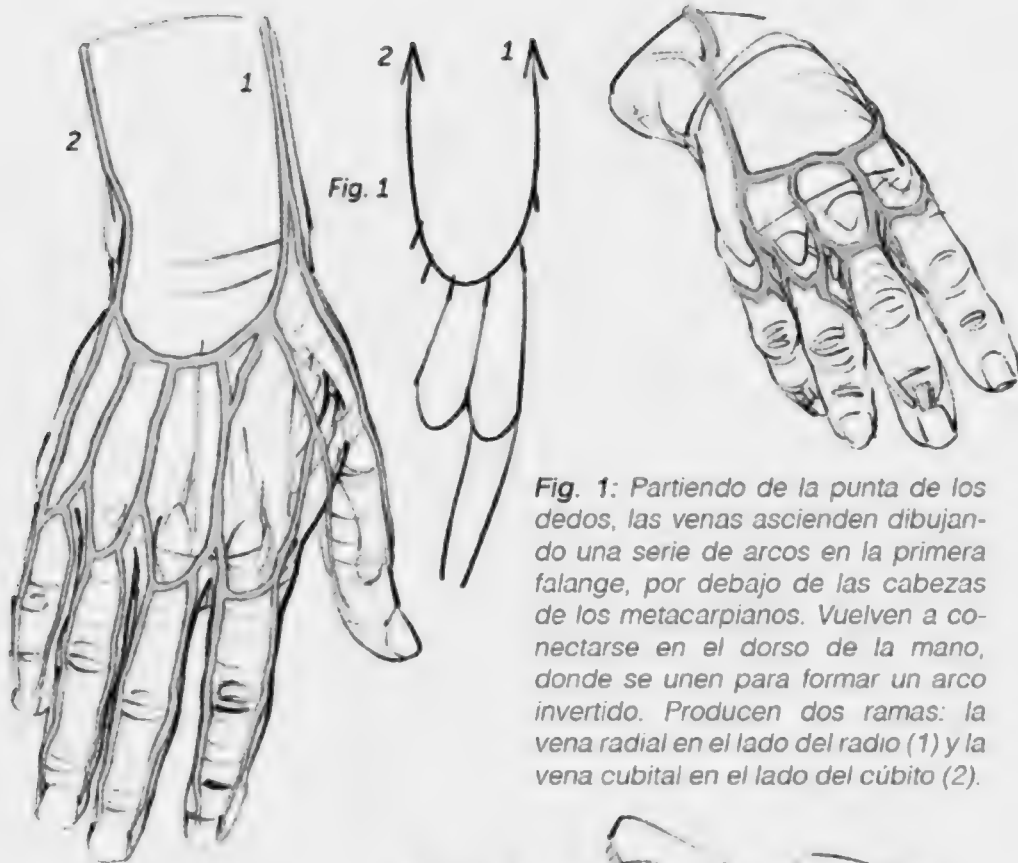 2
1
2
1
Fig. 1
Fig. 1: Partiendo de la punta de los
dedos, las venas ascienden dibujan-
do una serie de arcos en la primera
falange, por debajo de las cabezas
de los metacarpianos. Vuelven a co-
nectarse en el dorso de la mano,
donde se unen para formar un arco
invertido. Producen dos ramas: la
vena radial en el lado del radio (1) y la
vena cubital en el lado del cúbito (2).